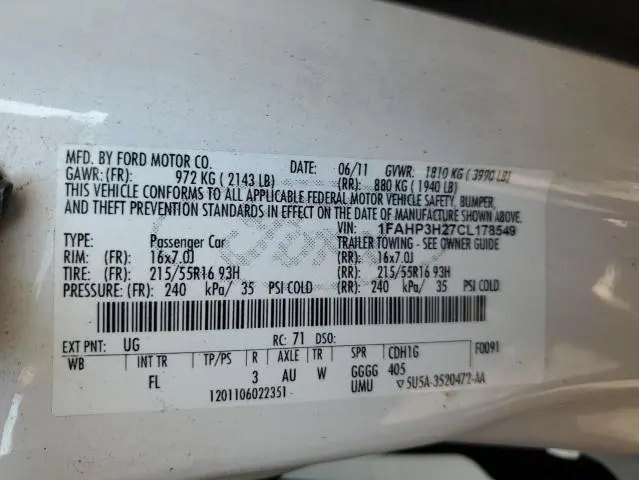 MFD. BY FORD MOTOR CO. DATE: 06/11 GVWR: 1810 KG ( 3990 LB)
GAWR: (FR): 972 KG ( 2143 LB) (RR): 880 KG ( 1940 LB)
THIS VEHICLE CONFORMS TO ALL APPLICABLE FEDERAL MOTOR VEHICLE SAFETY, BUMPER,
AND THEFT PREVENTION STANDARDS IN EFFECT ON THE DATE OF MANUFACTURE SHOWN ABOVE.
VIN: 1FAHP3H27CL178549
TYPE: Passenger Car TRAILER TOWING - SEE OWNER GUIDE
RIM: (FR): 16x7.0J (RR): 16x7.0J
TIRE: (FR): 215/55R16 93H (RR): 215/55R16 93H
PRESSURE: (FR): 240 kPa/ 35 PSI COLD (RR): 240 kPa/ 35 PSI COLD
EXT PNT: UG RC: 71 DSO: F0091
WB INT TR TP/PS R AXLE TR SPR CDH1G
FL 3 AU W GGGG 405
1201106022351 UMU ▽5U5A-3520472-AA